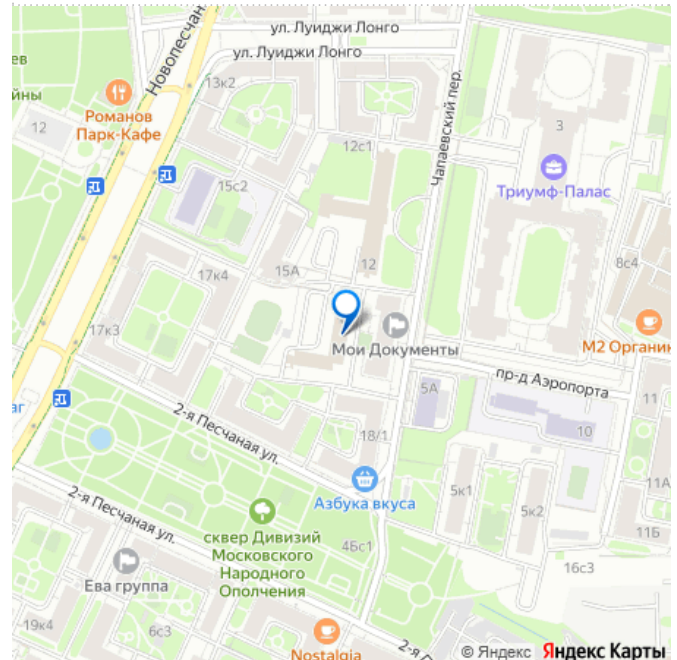 ул. Луиджи Лонго
ул. Луиджи Лонго
Новопесчан
13к2
ев
йны
Романов
Парк-Кафе
12
12с1
Чапаевский пер.
3
Триумф-Палас
15с2
8с4
17к4
15А
12
17к3
Мои Документы
М2 Органик
пр-д Аэропорта
5А
11
аг
2-я Песчаная ул.
18/1
10
Азбука вкуса
5к1
5к2
11А
11Б
2-я Песчаная ул.
сквер Дивизий
Московского
Народного
Ополчения
4Бс1
16с3
Ева группа
19к4
6с3
Nostalgia
2-я П
© Яндекс Яндекс Карты